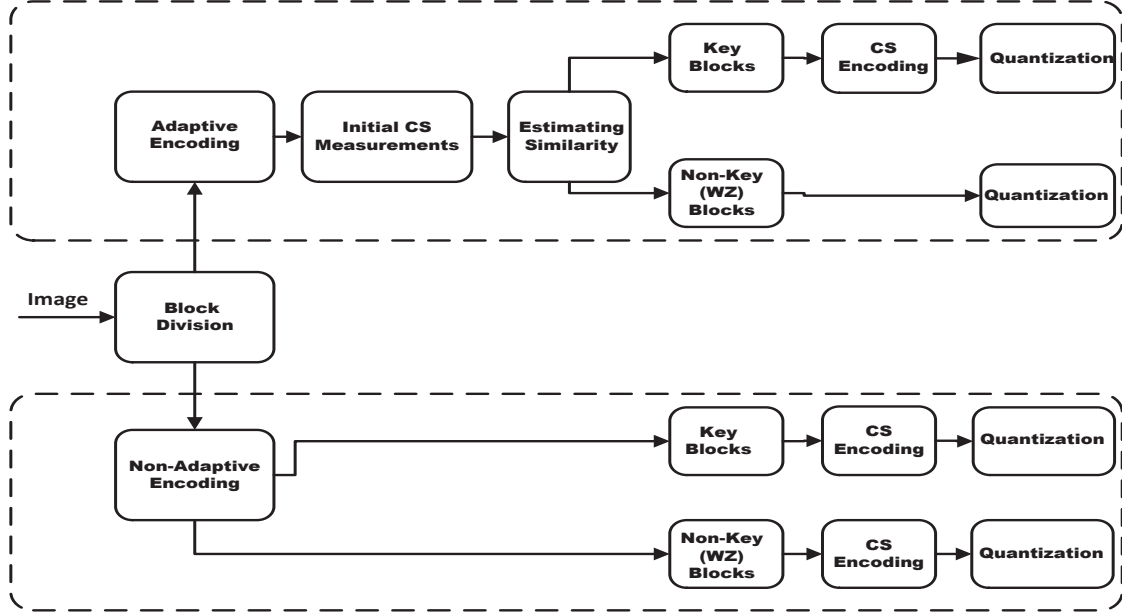 Key
Blocks
CS
Encoding
Quantization
Adaptive
Encoding
Initial CS
Measurements
Estimating
Similarity
Non-Key
(WZ)
Blocks
Quantization
Image
Block
Division
Key
Blocks
CS
Encoding
Quantization
Non-Adaptive
Encoding
Non-Key
(WZ)
Blocks
CS
Encoding
Quantization